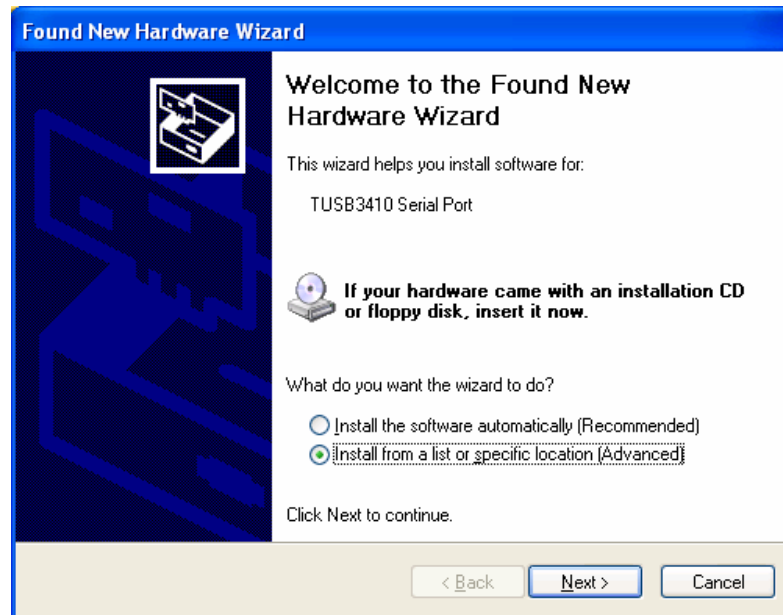 Found New Hardware Wizard
Welcome to the Found New
Hardware Wizard
This wizard helps you install software for:
TUSB3410 Serial Port
If your hardware came with an installation CD
or floppy disk, insert it now.
What do you want the wizard to do?
Install the software automatically (Recommended)
Install from a list or specific location (Advanced)
Click Next to continue.
< Back Next > Cancel